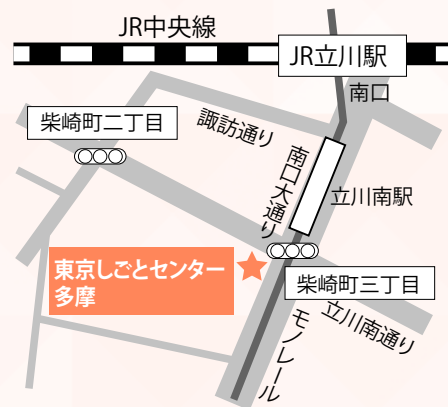 JR中央線
JR立川駅
南口
柴崎町二丁目
諏訪通り
南口大通り
立川南駅
東京しごとセンター
多摩
柴崎町三丁目
立川南通り
モノレール